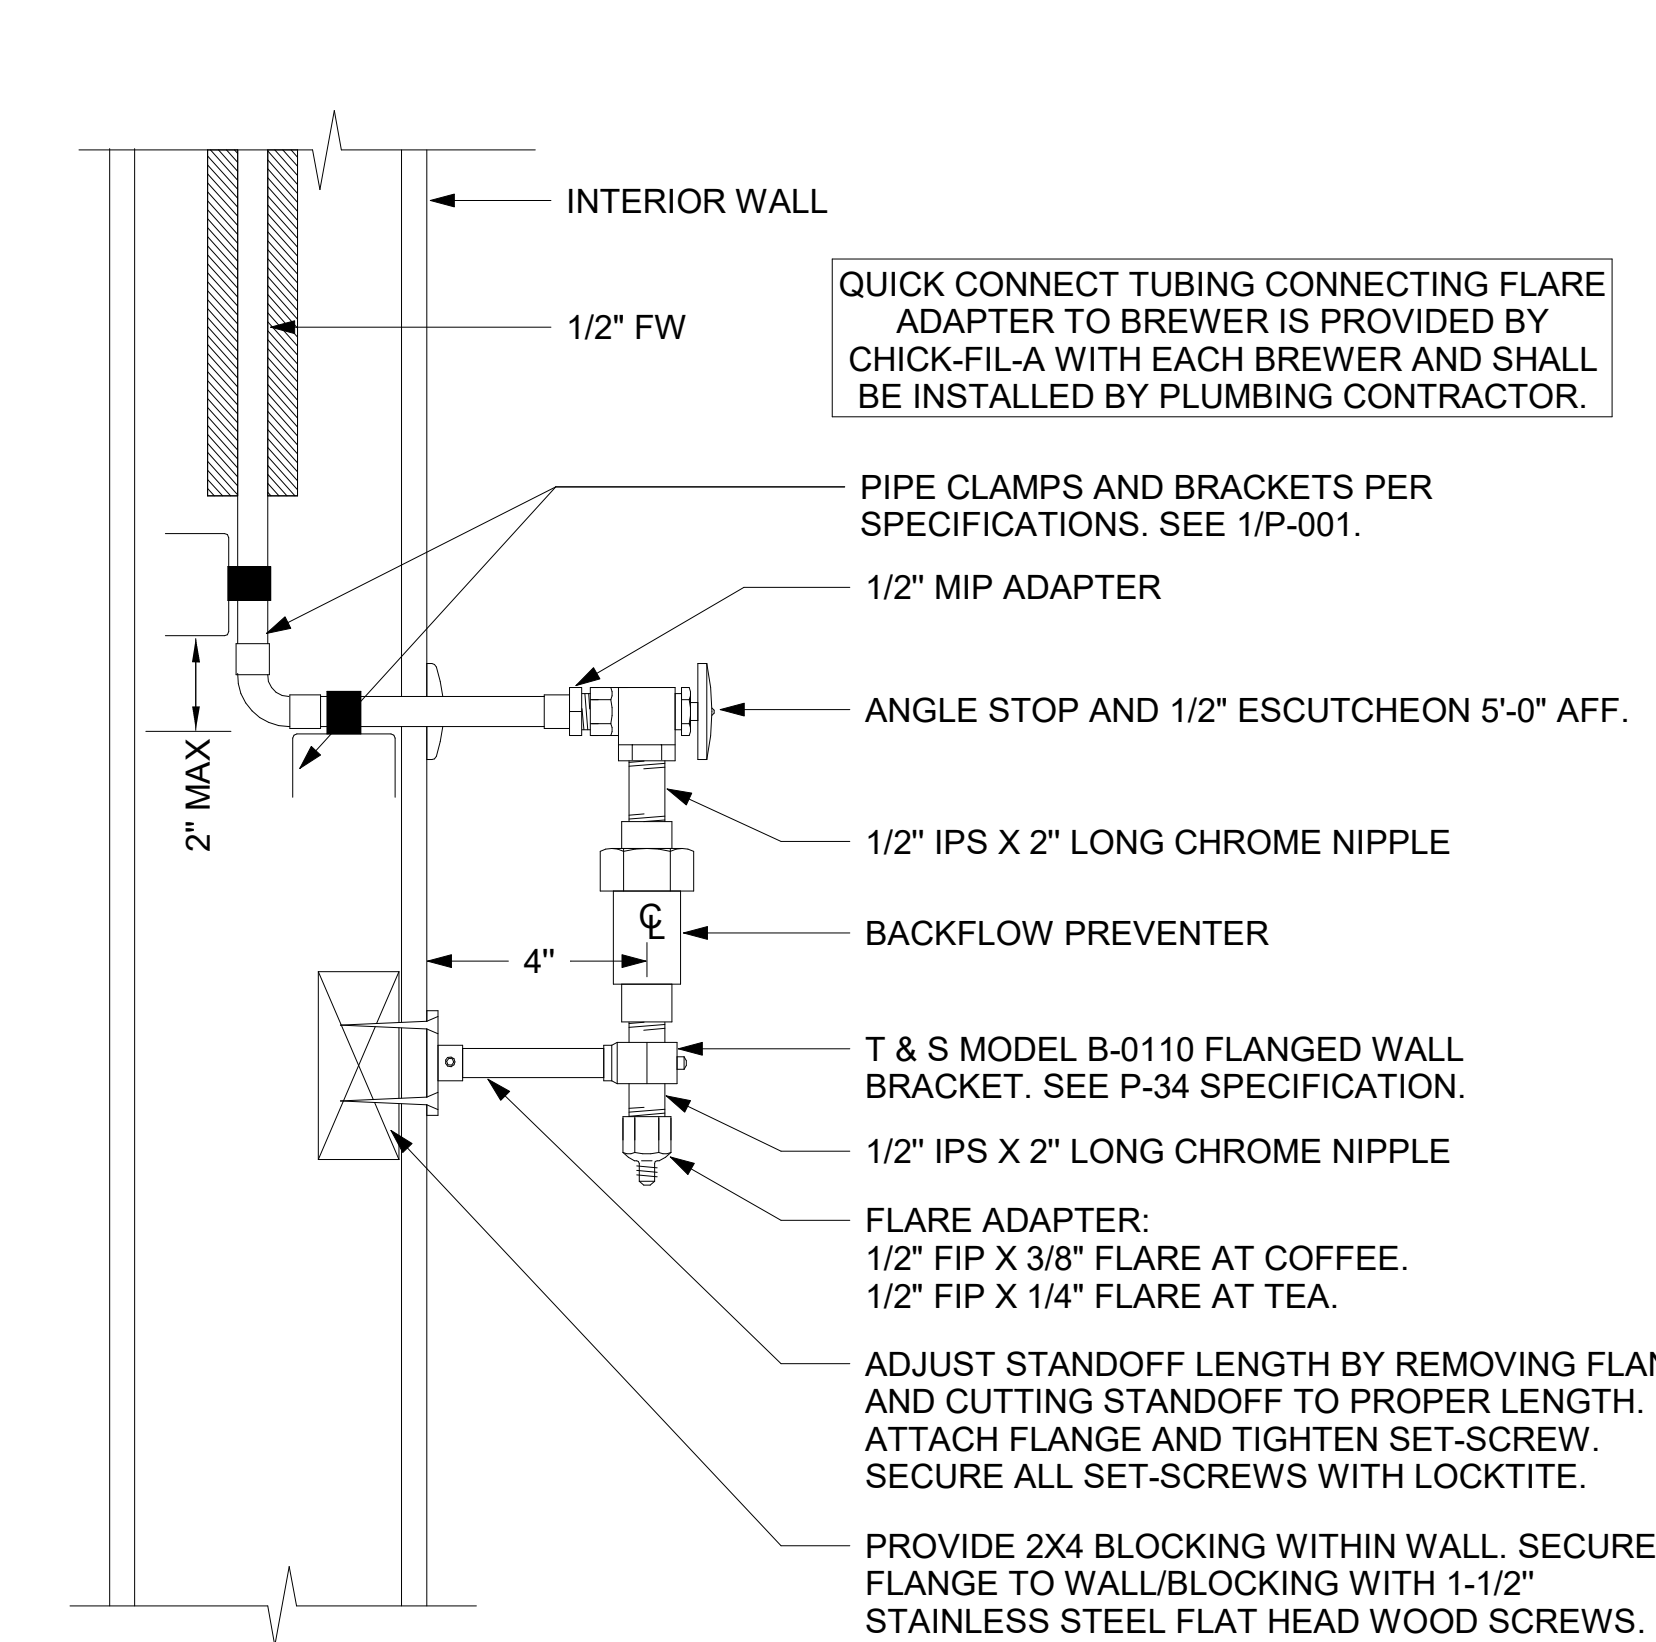 INTERIOR WALL
1/2" FW
QUICK CONNECT TUBING CONNECTING FLARE
ADAPTER TO BREWER IS PROVIDED BY
CHICK-FIL-A WITH EACH BREWER AND SHALL
BE INSTALLED BY PLUMBING CONTRACTOR.
PIPE CLAMPS AND BRACKETS PER
SPECIFICATIONS. SEE 1/P-001.
1/2" MIP ADAPTER
ANGLE STOP AND 1/2" ESCUTCHEON 5'-0" AFF.
2" MAX
1/2" IPS X 2" LONG CHROME NIPPLE
℄
BACKFLOW PREVENTER
4"
T & S MODEL B-0110 FLANGED WALL
BRACKET. SEE P-34 SPECIFICATION.
1/2" IPS X 2" LONG CHROME NIPPLE
FLARE ADAPTER:
1/2" FIP X 3/8" FLARE AT COFFEE.
1/2" FIP X 1/4" FLARE AT TEA.
ADJUST STANDOFF LENGTH BY REMOVING
AND CUTTING STANDOFF TO PROPER LENGTH.
ATTACH FLANGE AND TIGHTEN SET-SCREW.
SECURE ALL SET-SCREWS WITH LOCKTITE.
PROVIDE 2X4 BLOCKING WITHIN WALL. SECURE
FLANGE TO WALL/BLOCKING WITH 1-1/2"
STAINLESS STEEL FLAT HEAD WOOD SCREWS.